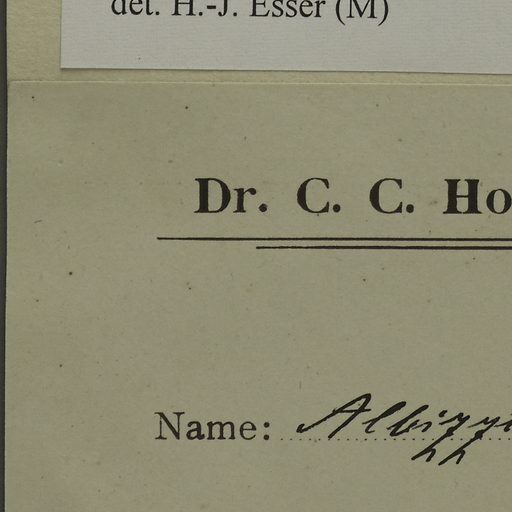 det. H.-J. Esser (M)
Dr. C. C. Ho
Name: Albizzi